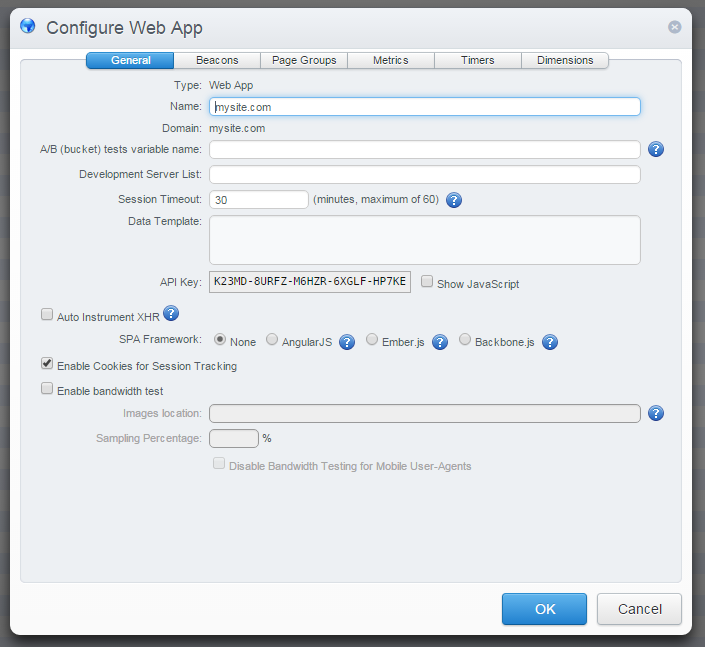 Configure Web App
General Beacons Page Groups Metrics Timers Dimensions
Type: Web App
Name: mysite.com
Domain: mysite.com
A/B (bucket) tests variable name: ?
Development Server List:
Session Timeout: 30 (minutes, maximum of 60) ?
Data Template:
API Key: K23MD-8URFZ-M6HZR-6XGLF-HP7KE Show JavaScript
Auto Instrument XHR ?
SPA Framework: None AngularJS ? Ember.js ? Backbone.js ?
Enable Cookies for Session Tracking
Enable bandwidth test
Images location: ?
Sampling Percentage: %
Disable Bandwidth Testing for Mobile User-Agents
OK Cancel